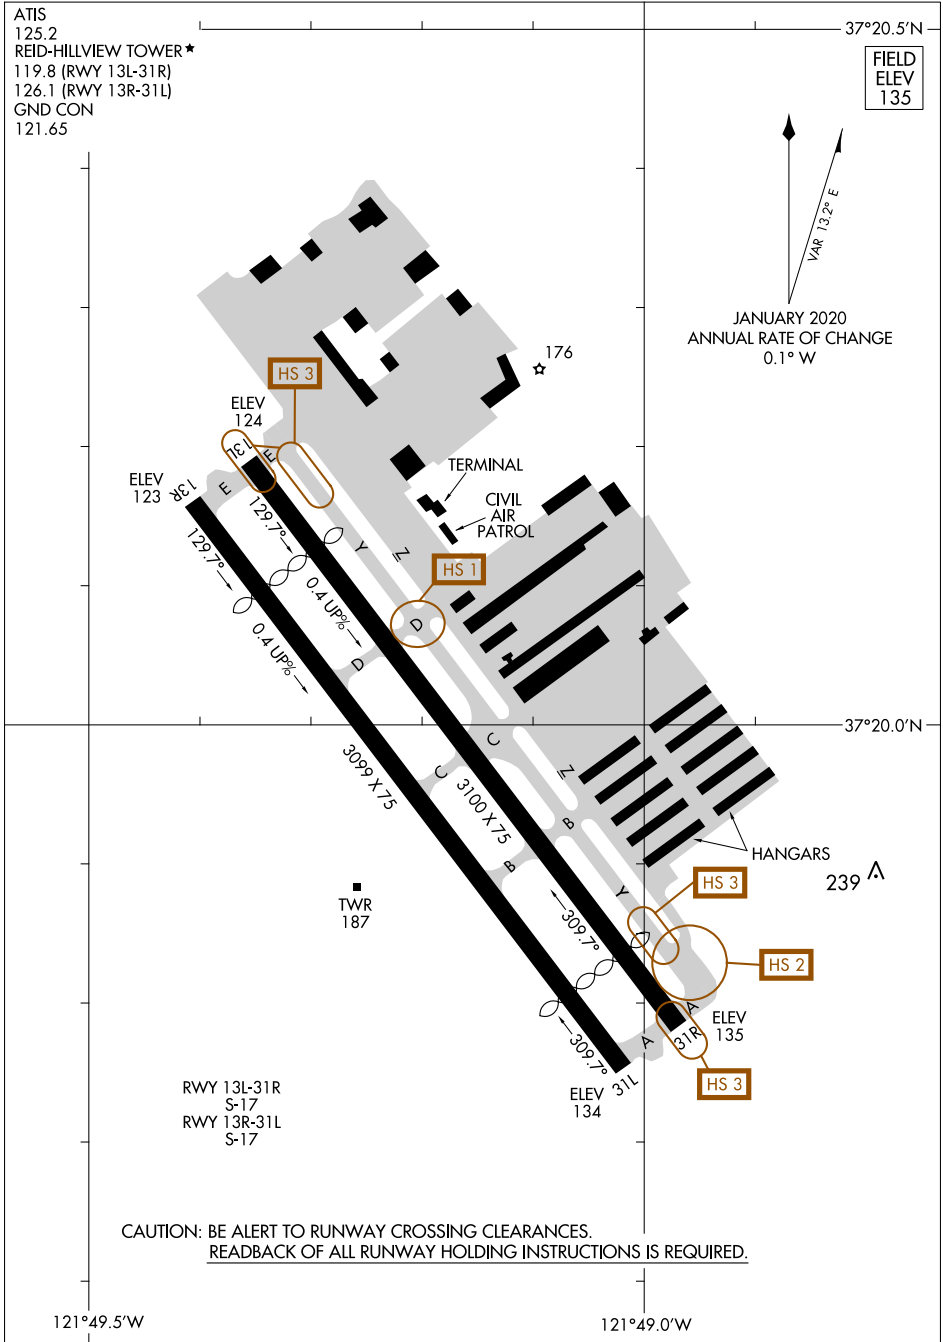 ATIS
125.2
REID-HILLVIEW TOWER★
119.8 (RWY 13L-31R)
126.1 (RWY 13R-31L)
GND CON
121.65
37°20.5'N
FIELD
ELEV
135
VAR 13.2° E
JANUARY 2020
ANNUAL RATE OF CHANGE
0.1° W
176
HS 3
ELEV
124
13L
E
ELEV
123
13R
E
TERMINAL
CIVIL
AIR
PATROL
129.7°
129.7°
Y
Z
HS 1
0.4 UP%
D
0.4 UP%
D
37°20.0'N
C
Z
C
3099 X 75
3100 X 75
B
B
HANGARS
239
HS 3
TWR
187
Y
309.7°
HS 2
A
ELEV
135
31R
A
309.7°
31L
HS 3
ELEV
134
RWY 13L-31R
S-17
RWY 13R-31L
S-17
CAUTION: BE ALERT TO RUNWAY CROSSING CLEARANCES.
READBACK OF ALL RUNWAY HOLDING INSTRUCTIONS IS REQUIRED.
121°49.5'W
121°49.0'W